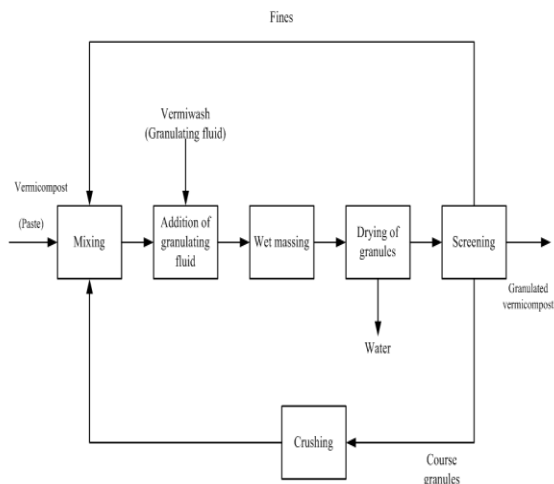 Fines
Vermiwash
(Granulating fluid)
Vermicompost
(Paste)
Mixing
Addition of
granulating
fluid
Wet massing
Drying of
granules
Screening
Granulated
vermicompost
Water
Crushing
Course
granules